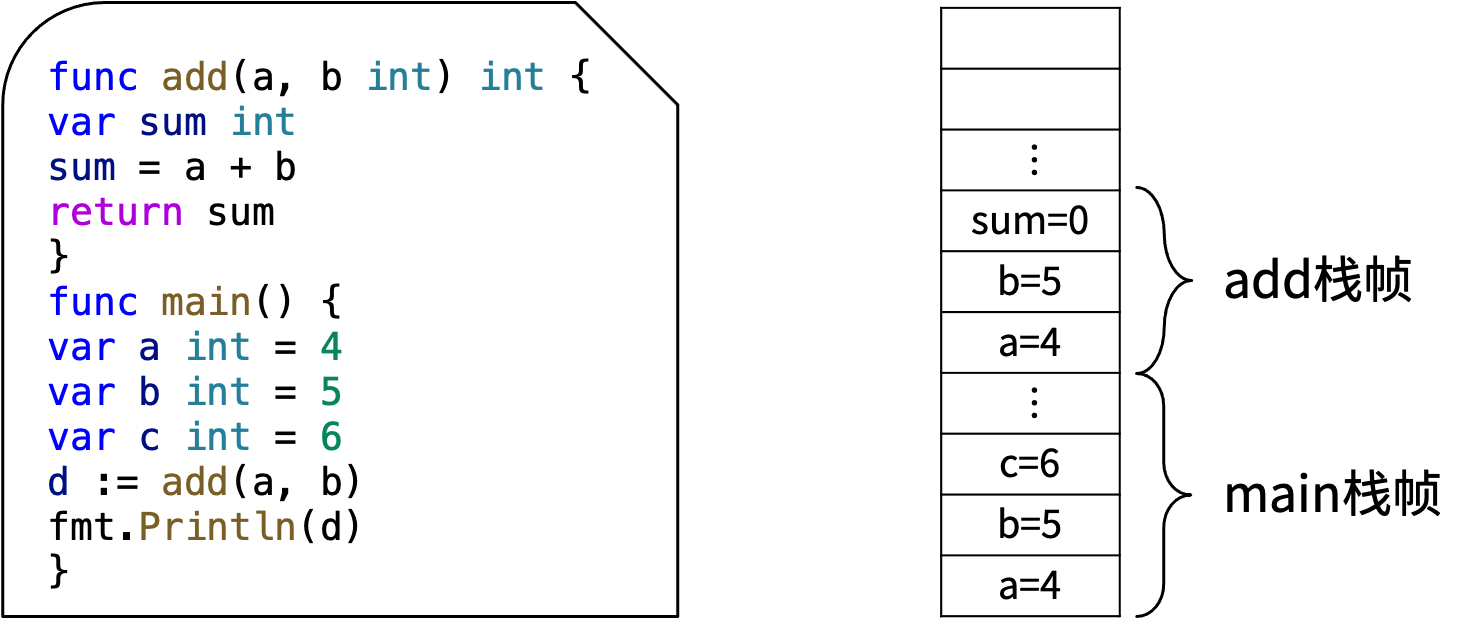 func add(a, b int) int {
var sum int
sum = a + b
return sum
}
func main() {
var a int = 4
var b int = 5
var c int = 6
d := add(a, b)
fmt.Println(d)
}
⋮
sum=0
b=5
a=4
add栈帧
⋮
c=6
b=5
a=4
main栈帧